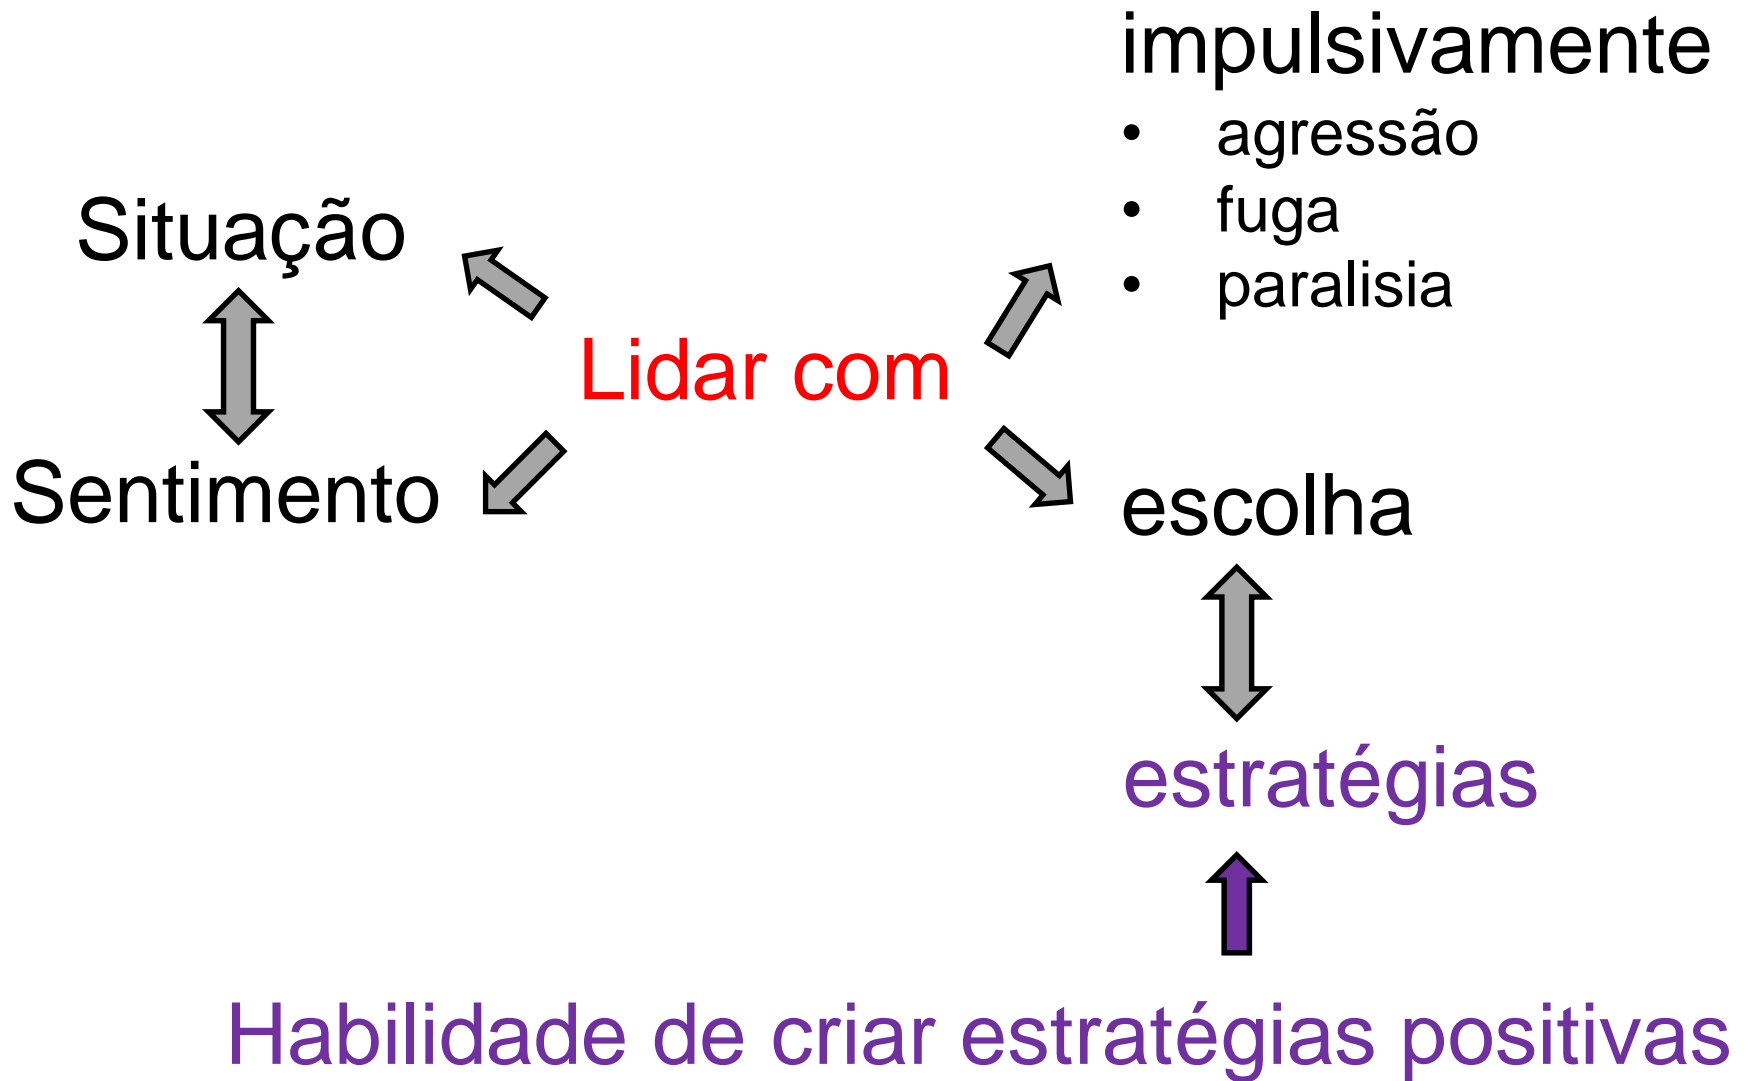 impulsivamente
• agressão
• fuga
• paralisia
Situação
Lidar com
Sentimento
escolha
estratégias
Habilidade de criar estratégias positivas